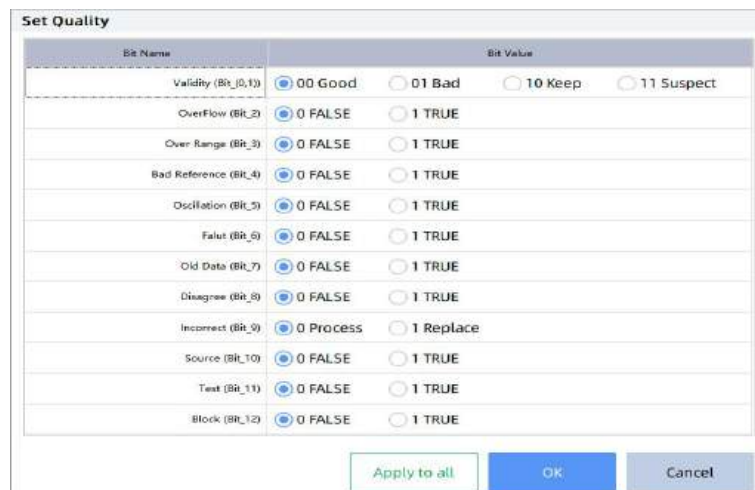 Set Quality
Bit Name Bit Value
Validity (Bit_(0,1)) 00 Good 01 Bad 10 Keep 11 Suspect
OverFlow (Bit_2) 0 FALSE 1 TRUE
Over Range (Bit_3) 0 FALSE 1 TRUE
Bad Reference (Bit_4) 0 FALSE 1 TRUE
Oscillation (Bit_5) 0 FALSE 1 TRUE
Falut (Bit_6) 0 FALSE 1 TRUE
Old Data (Bit_7) 0 FALSE 1 TRUE
Disagree (Bit_8) 0 FALSE 1 TRUE
Incorrect (Bit_9) 0 Process 1 Replace
Source (Bit_10) 0 FALSE 1 TRUE
Test (Bit_11) 0 FALSE 1 TRUE
Block (Bit_12) 0 FALSE 1 TRUE
Apply to all OK Cancel